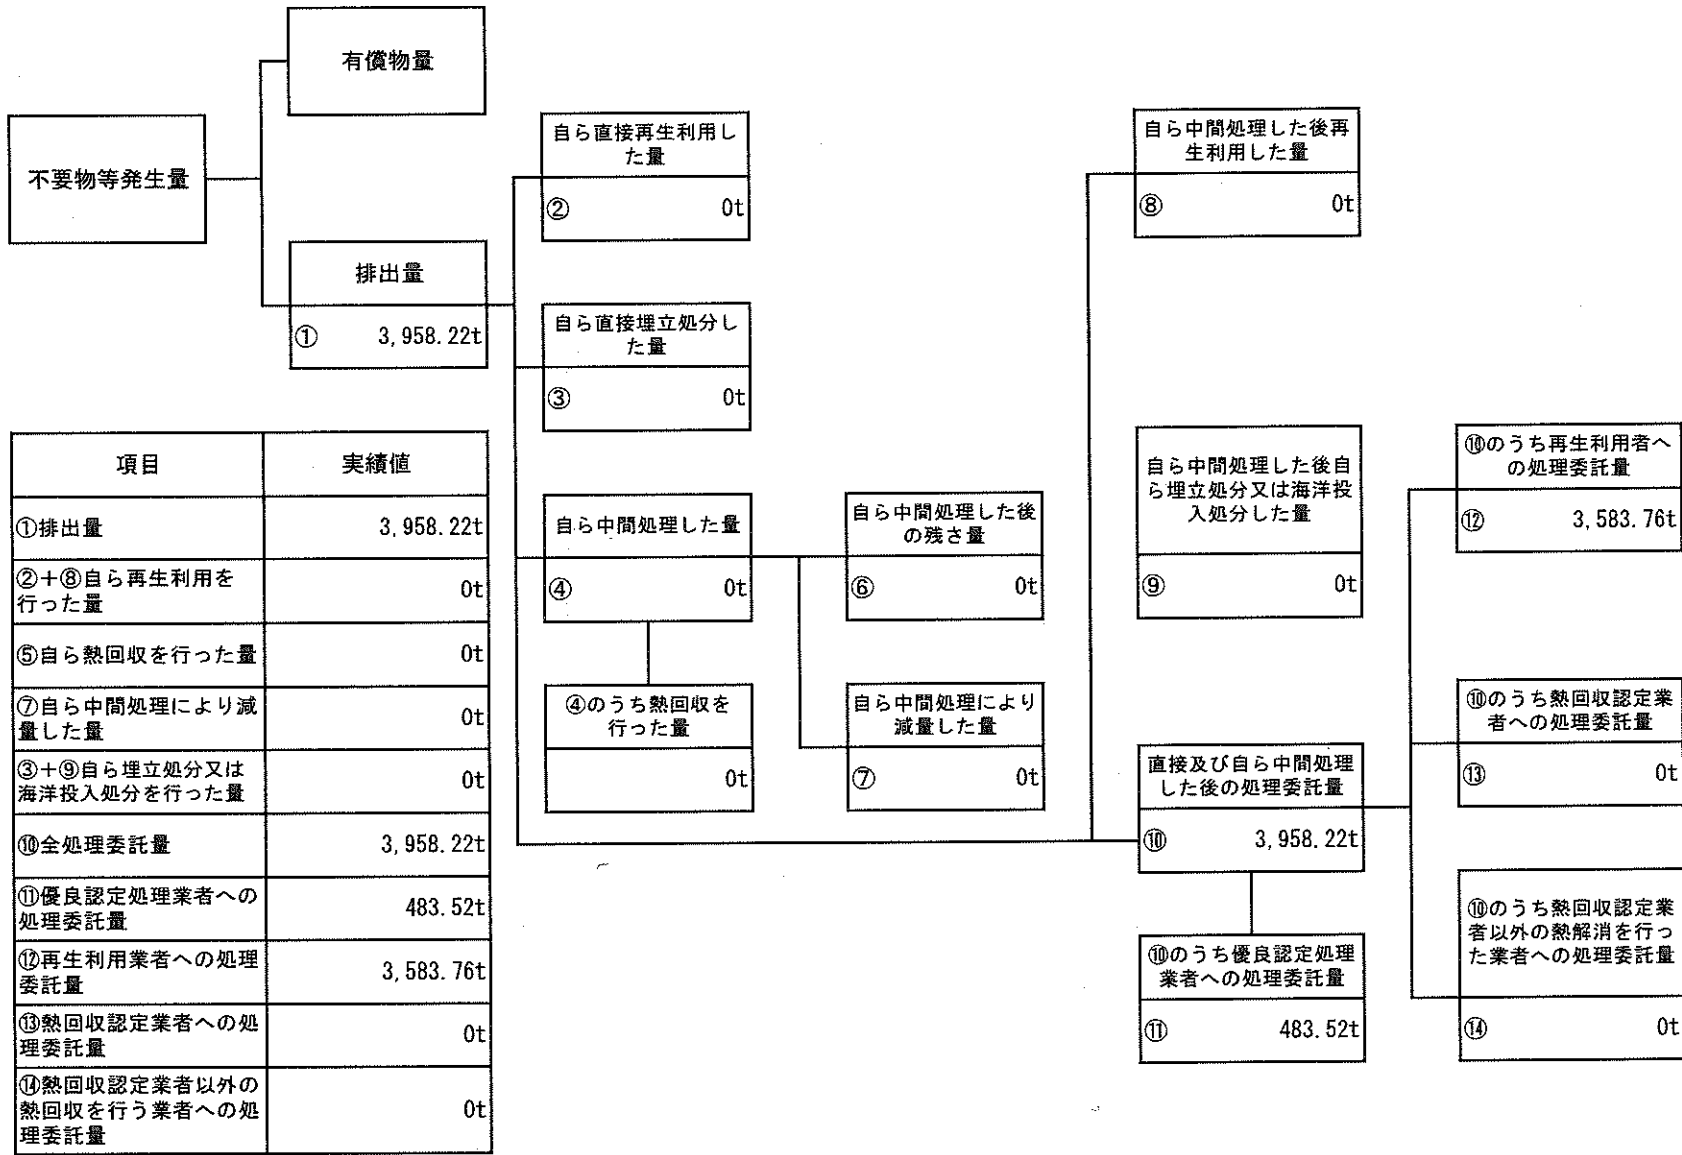 有償物量
不要物等発生量
排出量
① 3,958.22t
自ら直接再生利用し
た量
② 0t
自ら直接埋立処分し
た量
③ 0t
自ら中間処理した量
④ 0t
④のうち熱回収を
行った量
0t
自ら中間処理した後
の残さ量
⑥ 0t
自ら中間処理により
減量した量
⑦ 0t
自ら中間処理した後再
生利用した量
⑧ 0t
自ら中間処理した後自
ら埋立処分又は海洋投
入処分した量
⑨ 0t
直接及び自ら中間処理
した後の処理委託量
⑩ 3,958.22t
⑩のうち優良認定処理
業者への処理委託量
⑪ 483.52t
⑩のうち再生利用者へ
の処理委託量
⑫ 3,583.76t
⑩のうち熱回収認定業
者への処理委託量
⑬ 0t
⑩のうち熱回収認定業
者以外の熱解消を行っ
た業者への処理委託量
⑭ 0t
項目 実績値
①排出量 3,958.22t
②+⑧自ら再生利用を
行った量 0t
⑤自ら熱回収を行った量 0t
⑦自ら中間処理により減
量した量 0t
③+⑨自ら埋立処分又は
海洋投入処分を行った量 0t
⑩全処理委託量 3,958.22t
⑪優良認定処理業者への
処理委託量 483.52t
⑫再生利用業者への処理
委託量 3,583.76t
⑬熱回収認定業者への処
理委託量 0t
⑭熱回収認定業者以外の
熱回収を行う業者への処
理委託量 0t